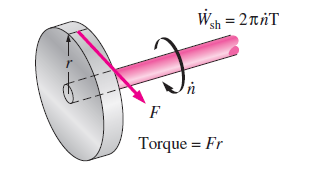 Ẇsh = 2πṅT
r
ṅ
F
Torque = Fr